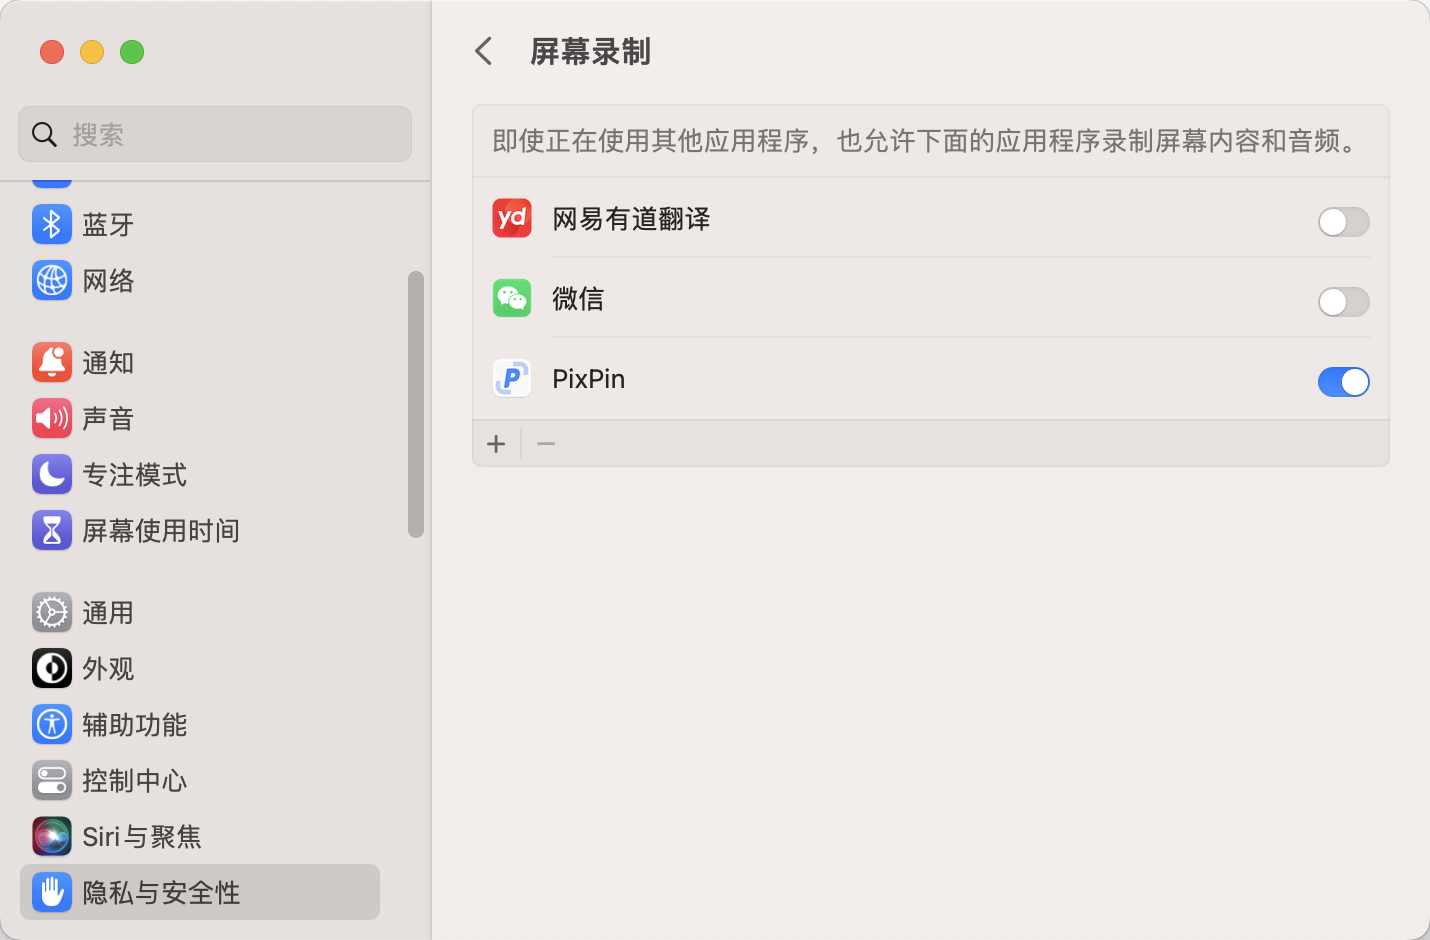 搜索
蓝牙
网络
通知
声音
专注模式
屏幕使用时间
通用
外观
辅助功能
控制中心
Siri与聚焦
隐私与安全性
屏幕录制
即使正在使用其他应用程序，也允许下面的应用程序录制屏幕内容和音频。
yd 网易有道翻译
微信
P PixPin